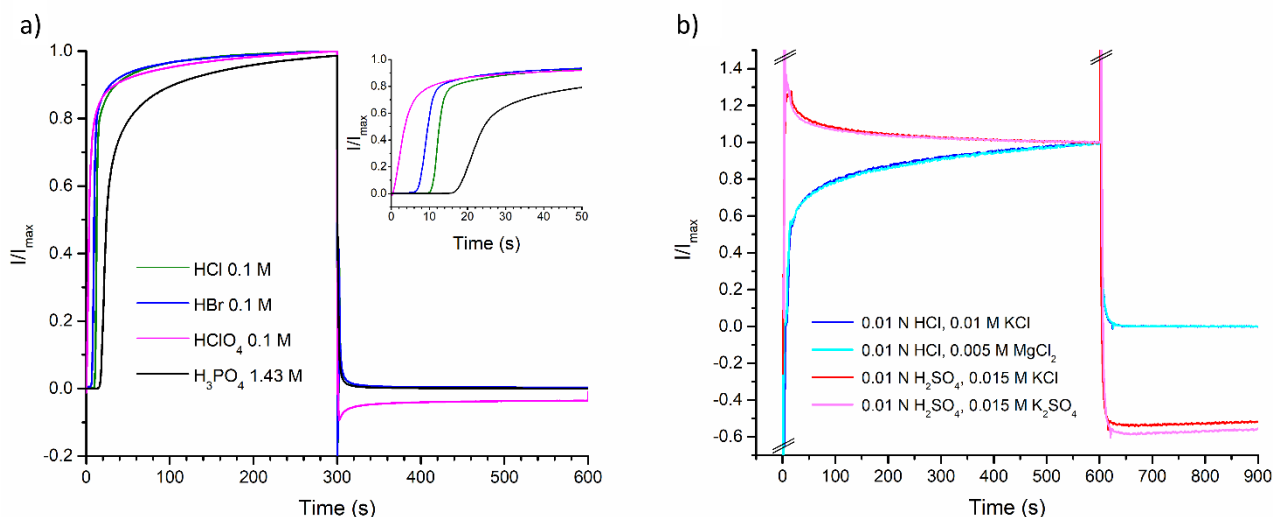 a)
I/I_max
1.0
0.8
0.6
0.4
0.2
0.0
-0.2
0 100 200 300 400 500 600
Time (s)
HCl 0.1 M
HBr 0.1 M
HClO₄ 0.1 M
H₃PO₄ 1.43 M
I/I_max
1.0
0.8
0.6
0.4
0.2
0.0
0 10 20 30 40 50
Time (s)
b)
I/I_max
1.4
1.2
1.0
0.8
0.6
0.4
0.2
0.0
-0.2
-0.4
-0.6
0 100 200 300 400 500 600 700 800 900
Time (s)
0.01 N HCl, 0.01 M KCl
0.01 N HCl, 0.005 M MgCl₂
0.01 N H₂SO₄, 0.015 M KCl
0.01 N H₂SO₄, 0.015 M K₂SO₄